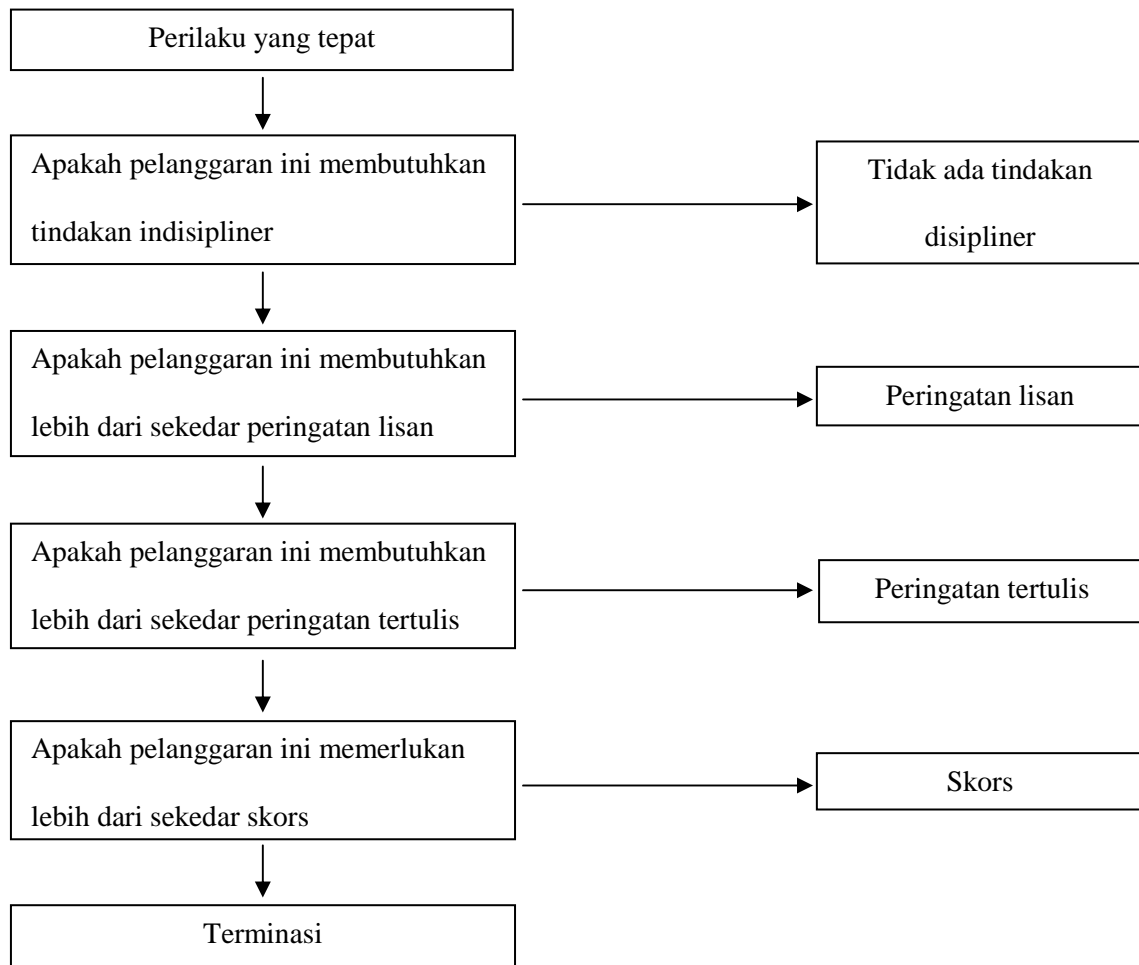 Perilaku yang tepat
Apakah pelanggaran ini membutuhkan
tindakan indisipliner
Tidak ada tindakan
disipliner
Apakah pelanggaran ini membutuhkan
lebih dari sekedar peringatan lisan
Peringatan lisan
Apakah pelanggaran ini membutuhkan
lebih dari sekedar peringatan tertulis
Peringatan tertulis
Apakah pelanggaran ini memerlukan
lebih dari sekedar skors
Skors
Terminasi